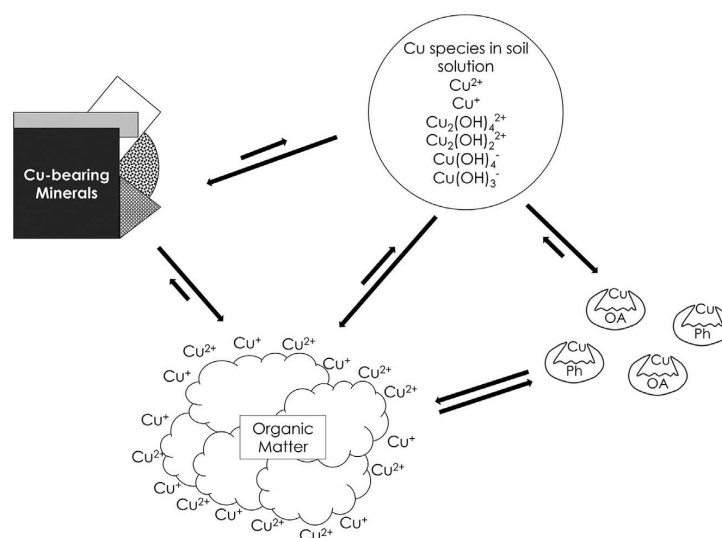 Cu species in soil
solution
Cu²⁺
Cu⁺
Cu₂(OH)₄²⁺
Cu₂(OH)₂²⁺
Cu(OH)₄⁻
Cu(OH)₃⁻
Cu-bearing
Minerals
Cu
OA
Cu
Ph
Cu
Ph
Cu
OA
Cu²⁺
Cu⁺
Cu²⁺
Cu⁺
Cu²⁺
Cu⁺
Cu²⁺
Cu²⁺
Cu⁺
Organic
Matter
Cu⁺
Cu²⁺
Cu²⁺
Cu⁺
Cu²⁺
Cu⁺
Cu²⁺
Cu⁺
Cu²⁺